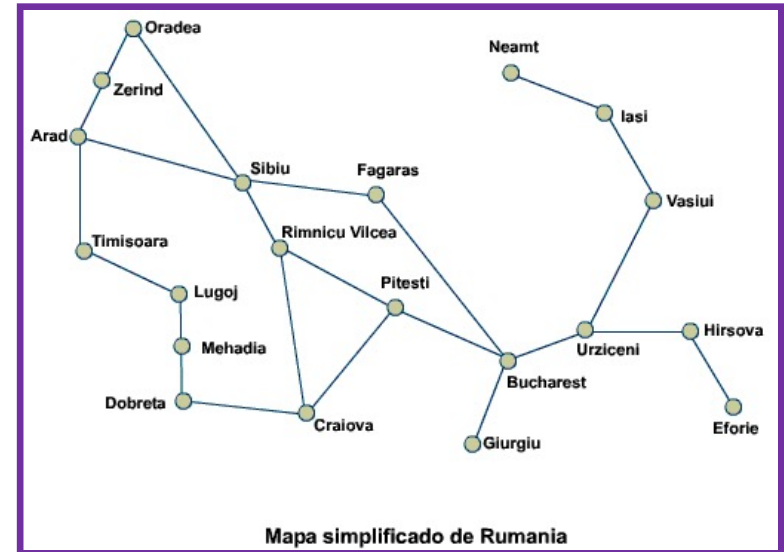 Oradea
Neamt
Zerind
Iasi
Arad
Sibiu
Fagaras
Vasiui
Rimnicu Vilcea
Timisoara
Pitesti
Lugoj
Hirsova
Mehadia
Urziceni
Bucharest
Dobreta
Craiova
Eforie
Giurgiu
Mapa simplificado de Rumania